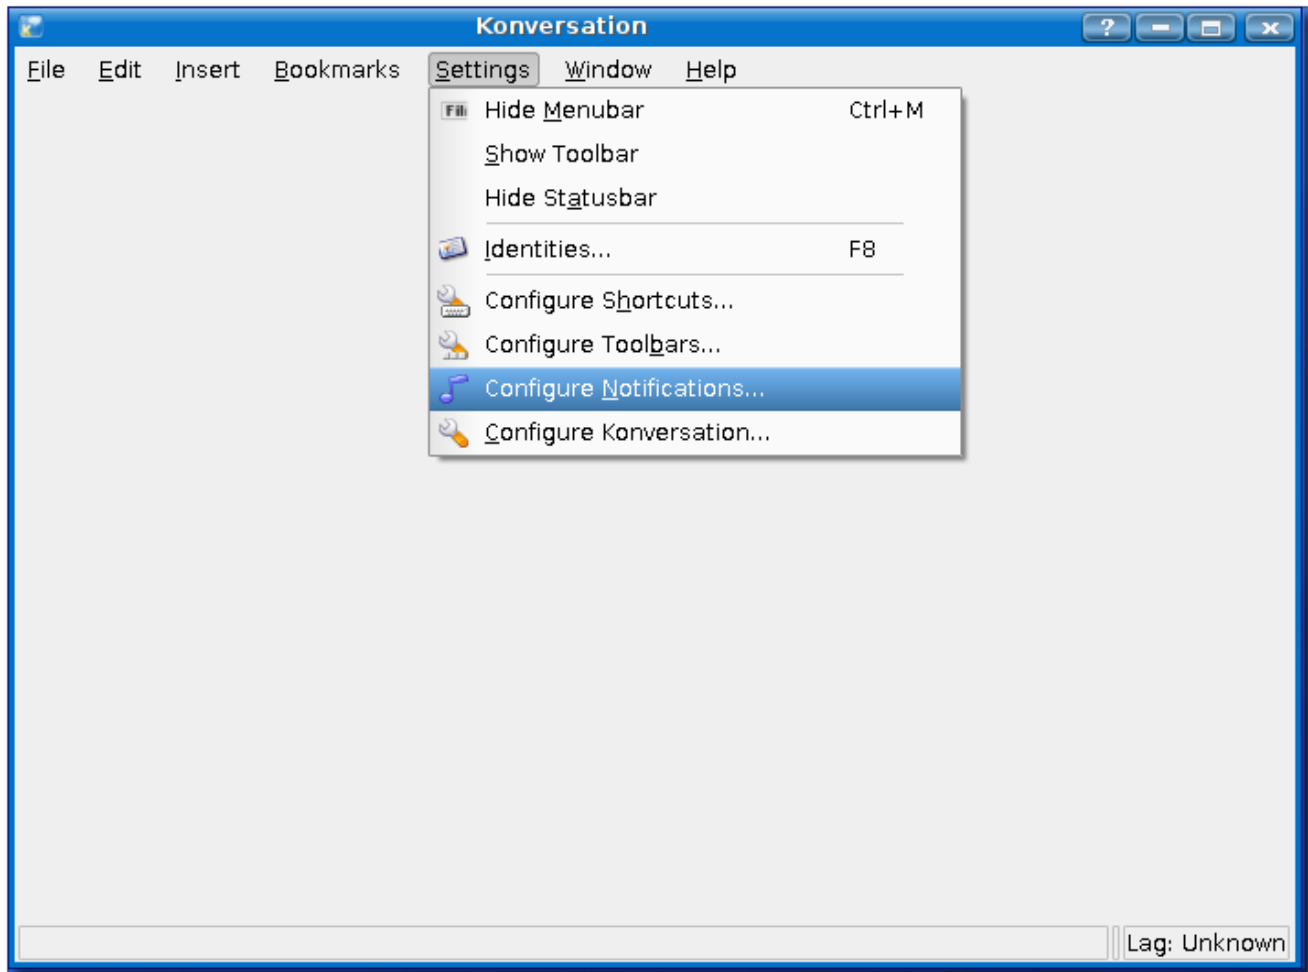 Konversation
File Edit Insert Bookmarks Settings Window Help
Hide Menubar Ctrl+M
Show Toolbar
Hide Statusbar
Identities... F8
Configure Shortcuts...
Configure Toolbars...
Configure Notifications...
Configure Konversation...
Lag: Unknown